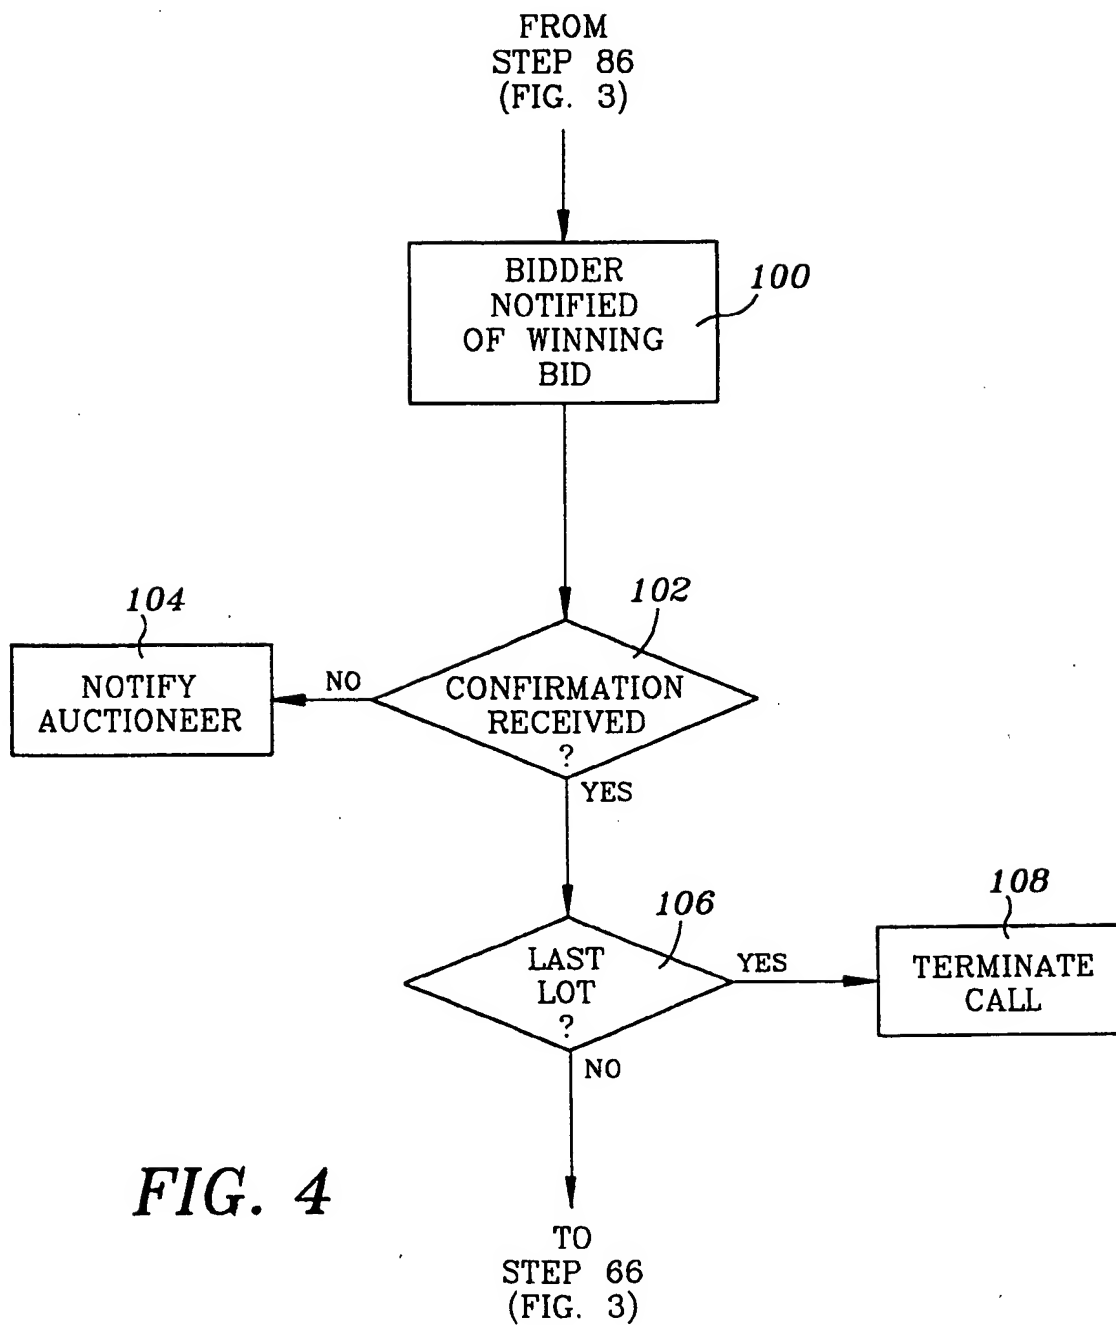 FROM
STEP 86
(FIG. 3)
BIDDER
NOTIFIED
OF WINNING
BID
100
102
104
NOTIFY
AUCTIONEER
NO
CONFIRMATION
RECEIVED
?
YES
106
108
LAST
LOT
?
YES
TERMINATE
CALL
NO
FIG. 4
TO
STEP 66
(FIG. 3)